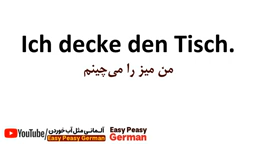 Ich decke den Tisch.
من میز را می‌چینم
YouTube/ آلمانی مثل آب خوردن Easy Peasy
Easy Peasy German German